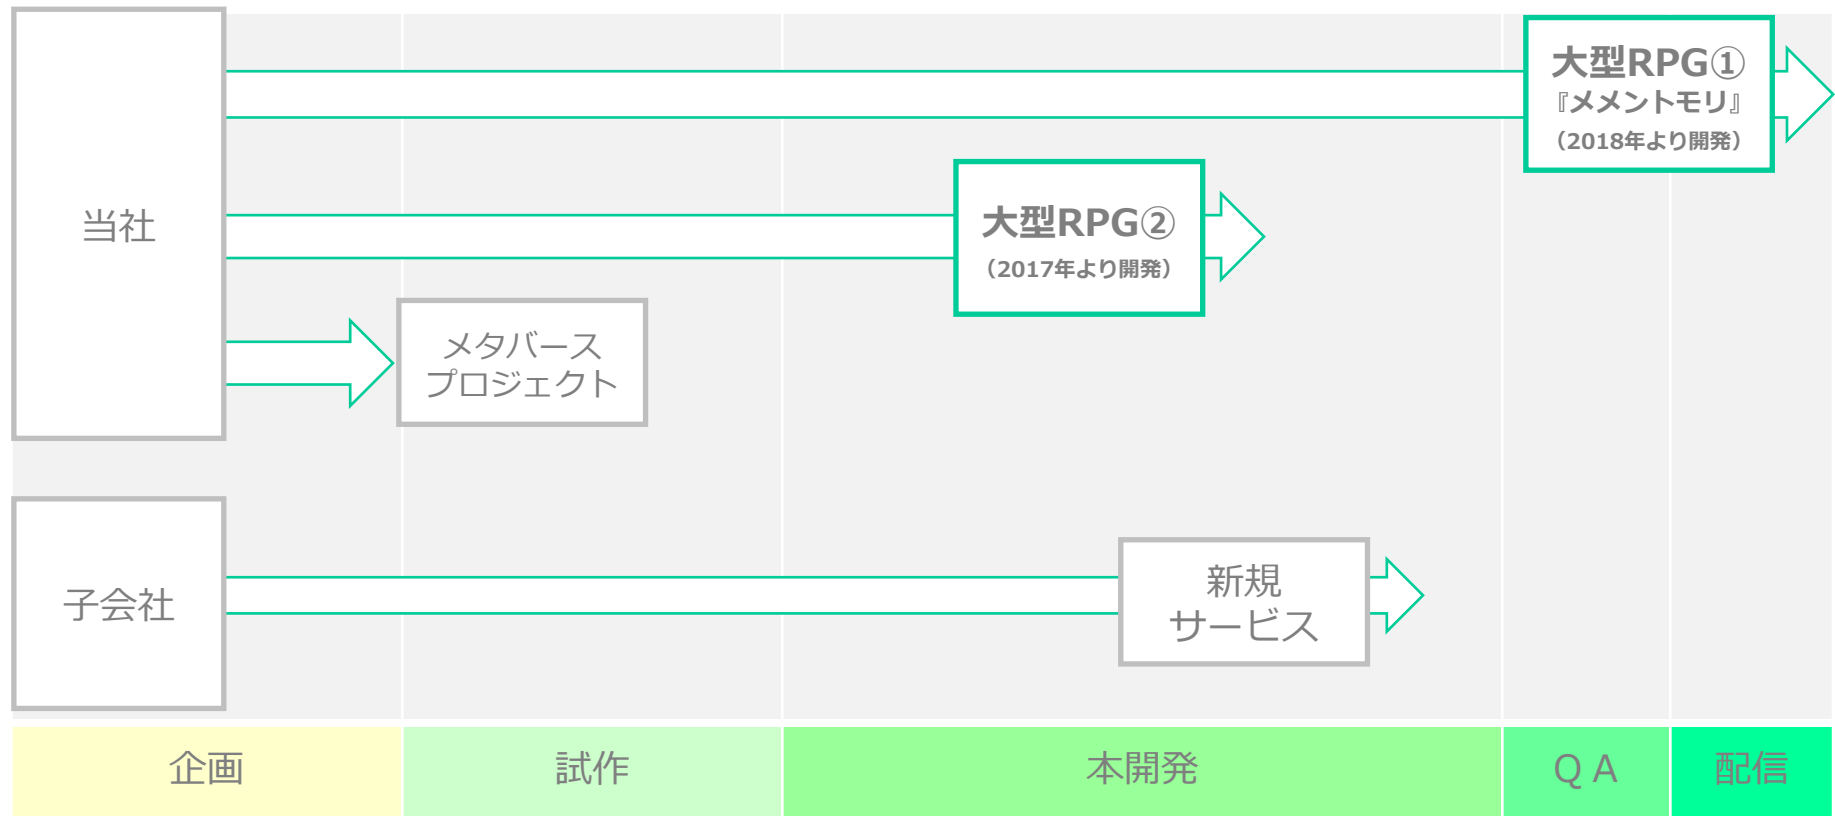 当社
大型RPG①
『メメントモリ』
（2018年より開発）
大型RPG②
（2017年より開発）
メタバース
プロジェクト
子会社
新規
サービス
企画
試作
本開発
ＱＡ
配信